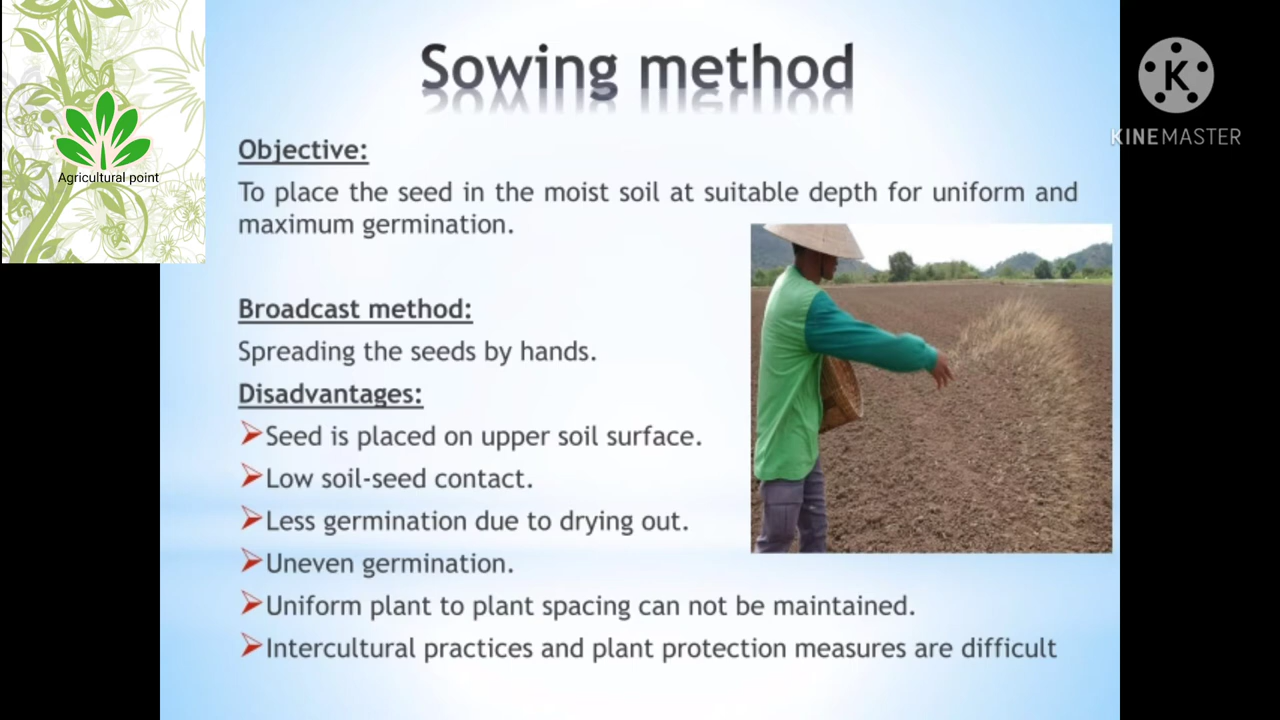 Sowing method
K
KINEMASTER
Agricultural point
Objective:
To place the seed in the moist soil at suitable depth for uniform and
maximum germination.
Broadcast method:
Spreading the seeds by hands.
Disadvantages:
Seed is placed on upper soil surface.
Low soil-seed contact.
Less germination due to drying out.
Uneven germination.
Uniform plant to plant spacing can not be maintained.
Intercultural practices and plant protection measures are difficult